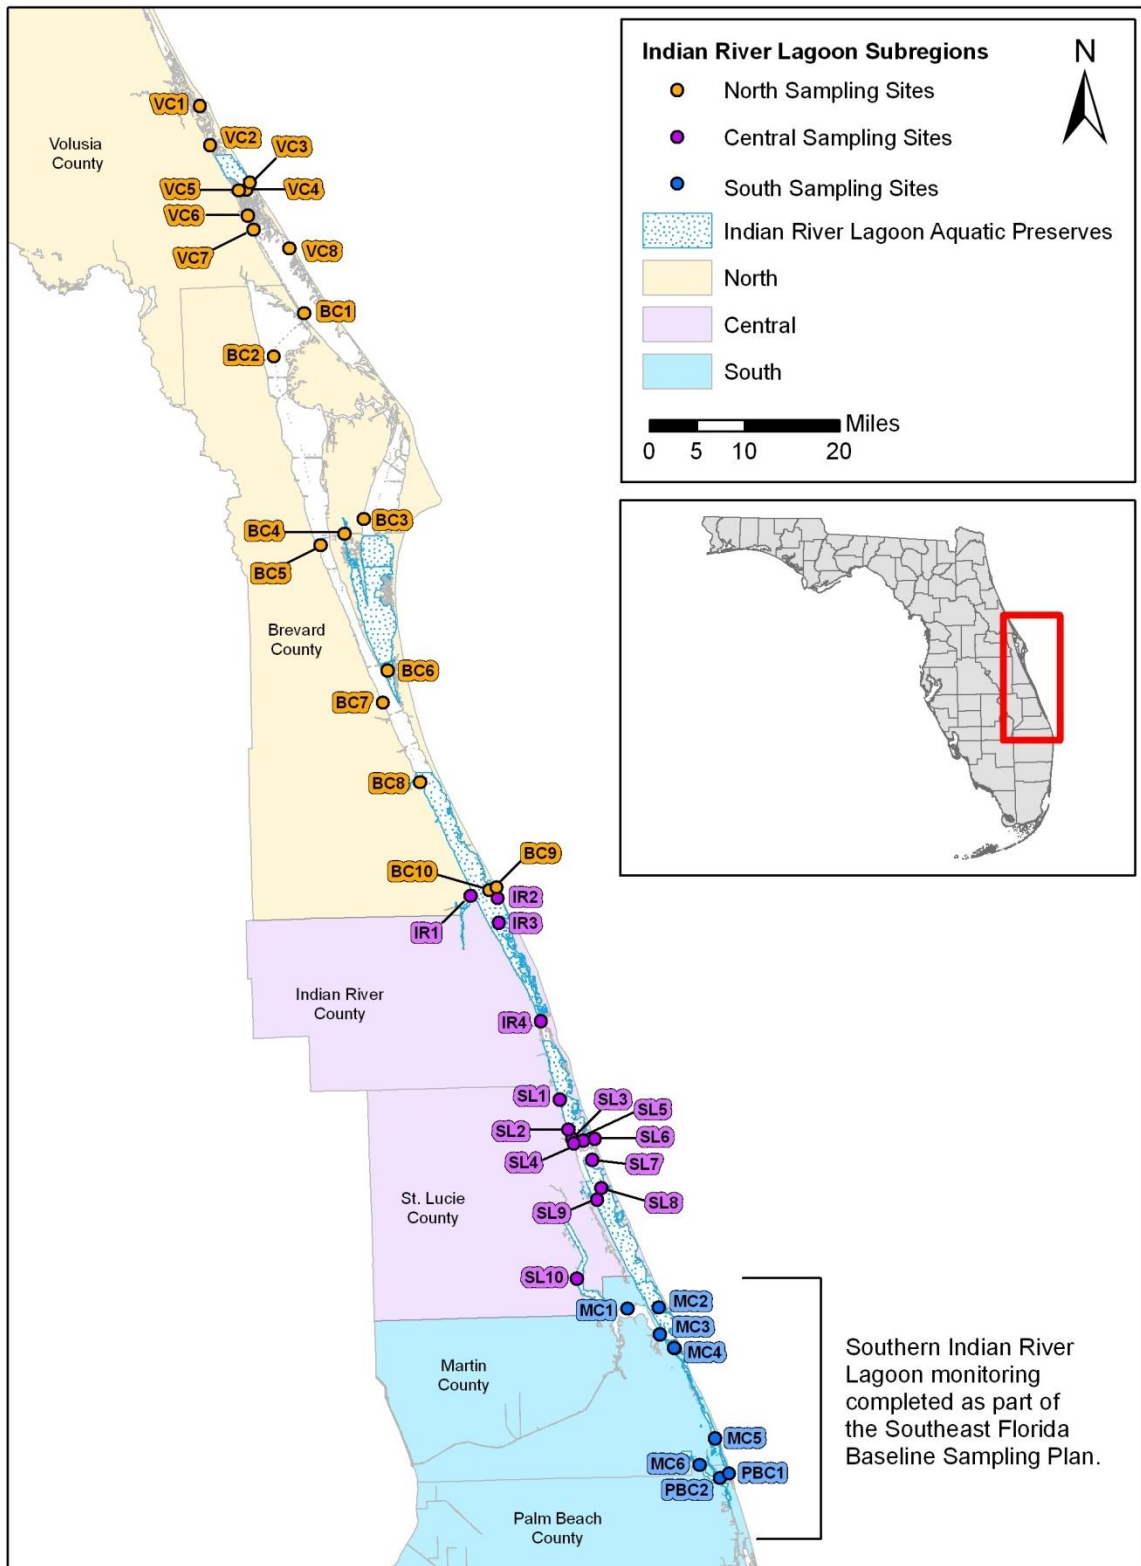 VC1
VC2
VC3
Volusia
County
VC5
VC4
VC6
VC7
VC8
BC1
BC2
BC4
BC3
BC5
Brevard
County
BC6
BC7
BC8
BC9
BC10
IR2
IR1
IR3
Indian River
County
IR4
SL1
SL3
SL5
SL2
SL6
SL4
SL7
St. Lucie
County
SL9
SL8
SL10
MC1
MC2
MC3
MC4
Martin
County
MC5
MC6
PBC1
PBC2
Palm Beach
County
Indian River Lagoon Subregions
N
North Sampling Sites
Central Sampling Sites
South Sampling Sites
Indian River Lagoon Aquatic Preserves
North
Central
South
Miles
0 5 10 20
Southern Indian River
Lagoon monitoring
completed as part of
the Southeast Florida
Baseline Sampling Plan.